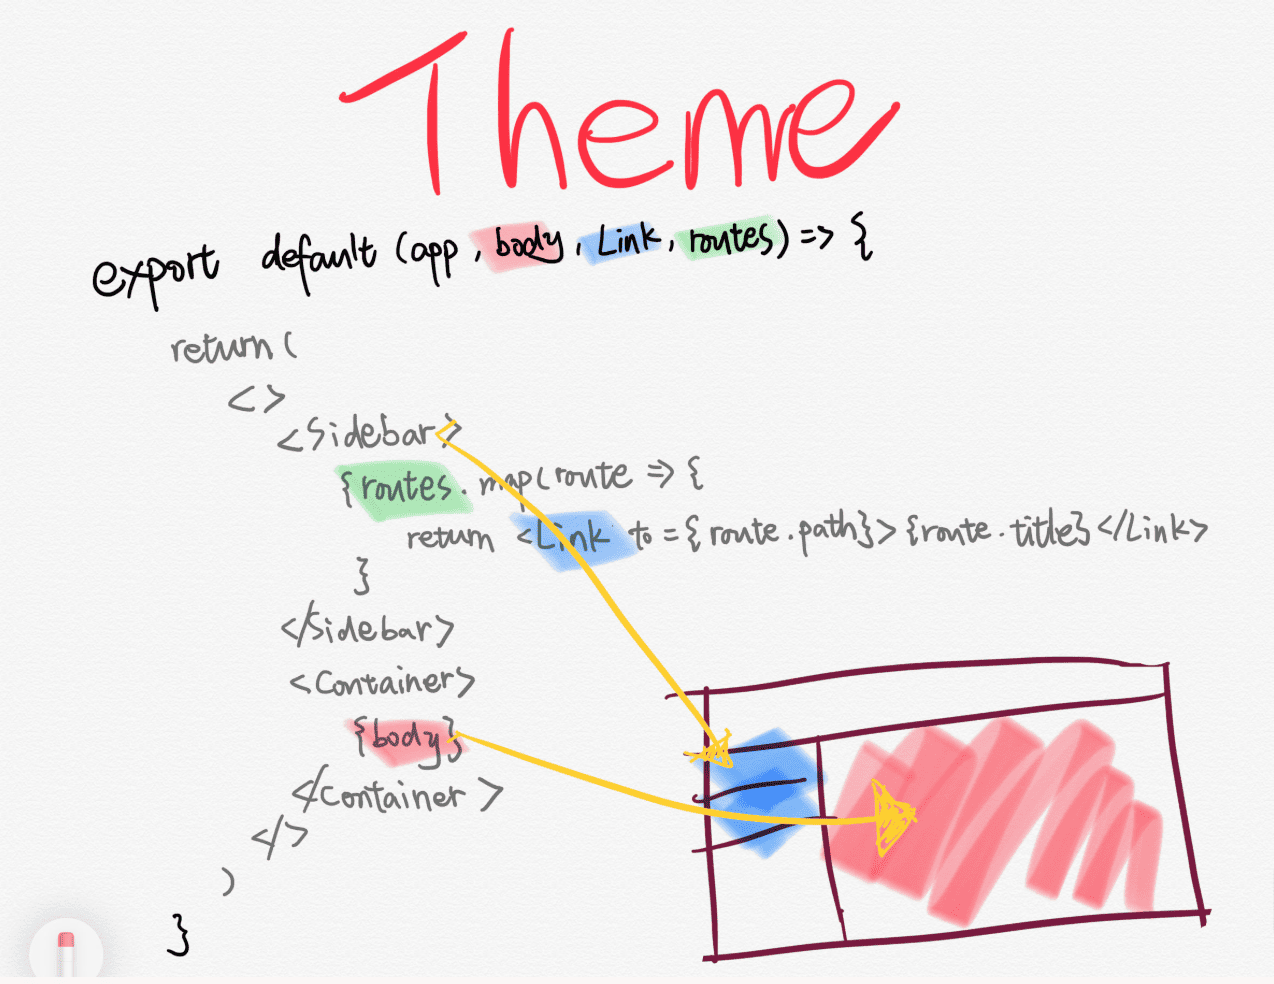 Theme
export default (app, body, Link, routes) => {
return (
<>
<Sidebar>
{routes.map(route => {
return <Link to={route.path}>{route.title}</Link>
}
</Sidebar>
<Container>
{body}
</Container>
</>
)
}